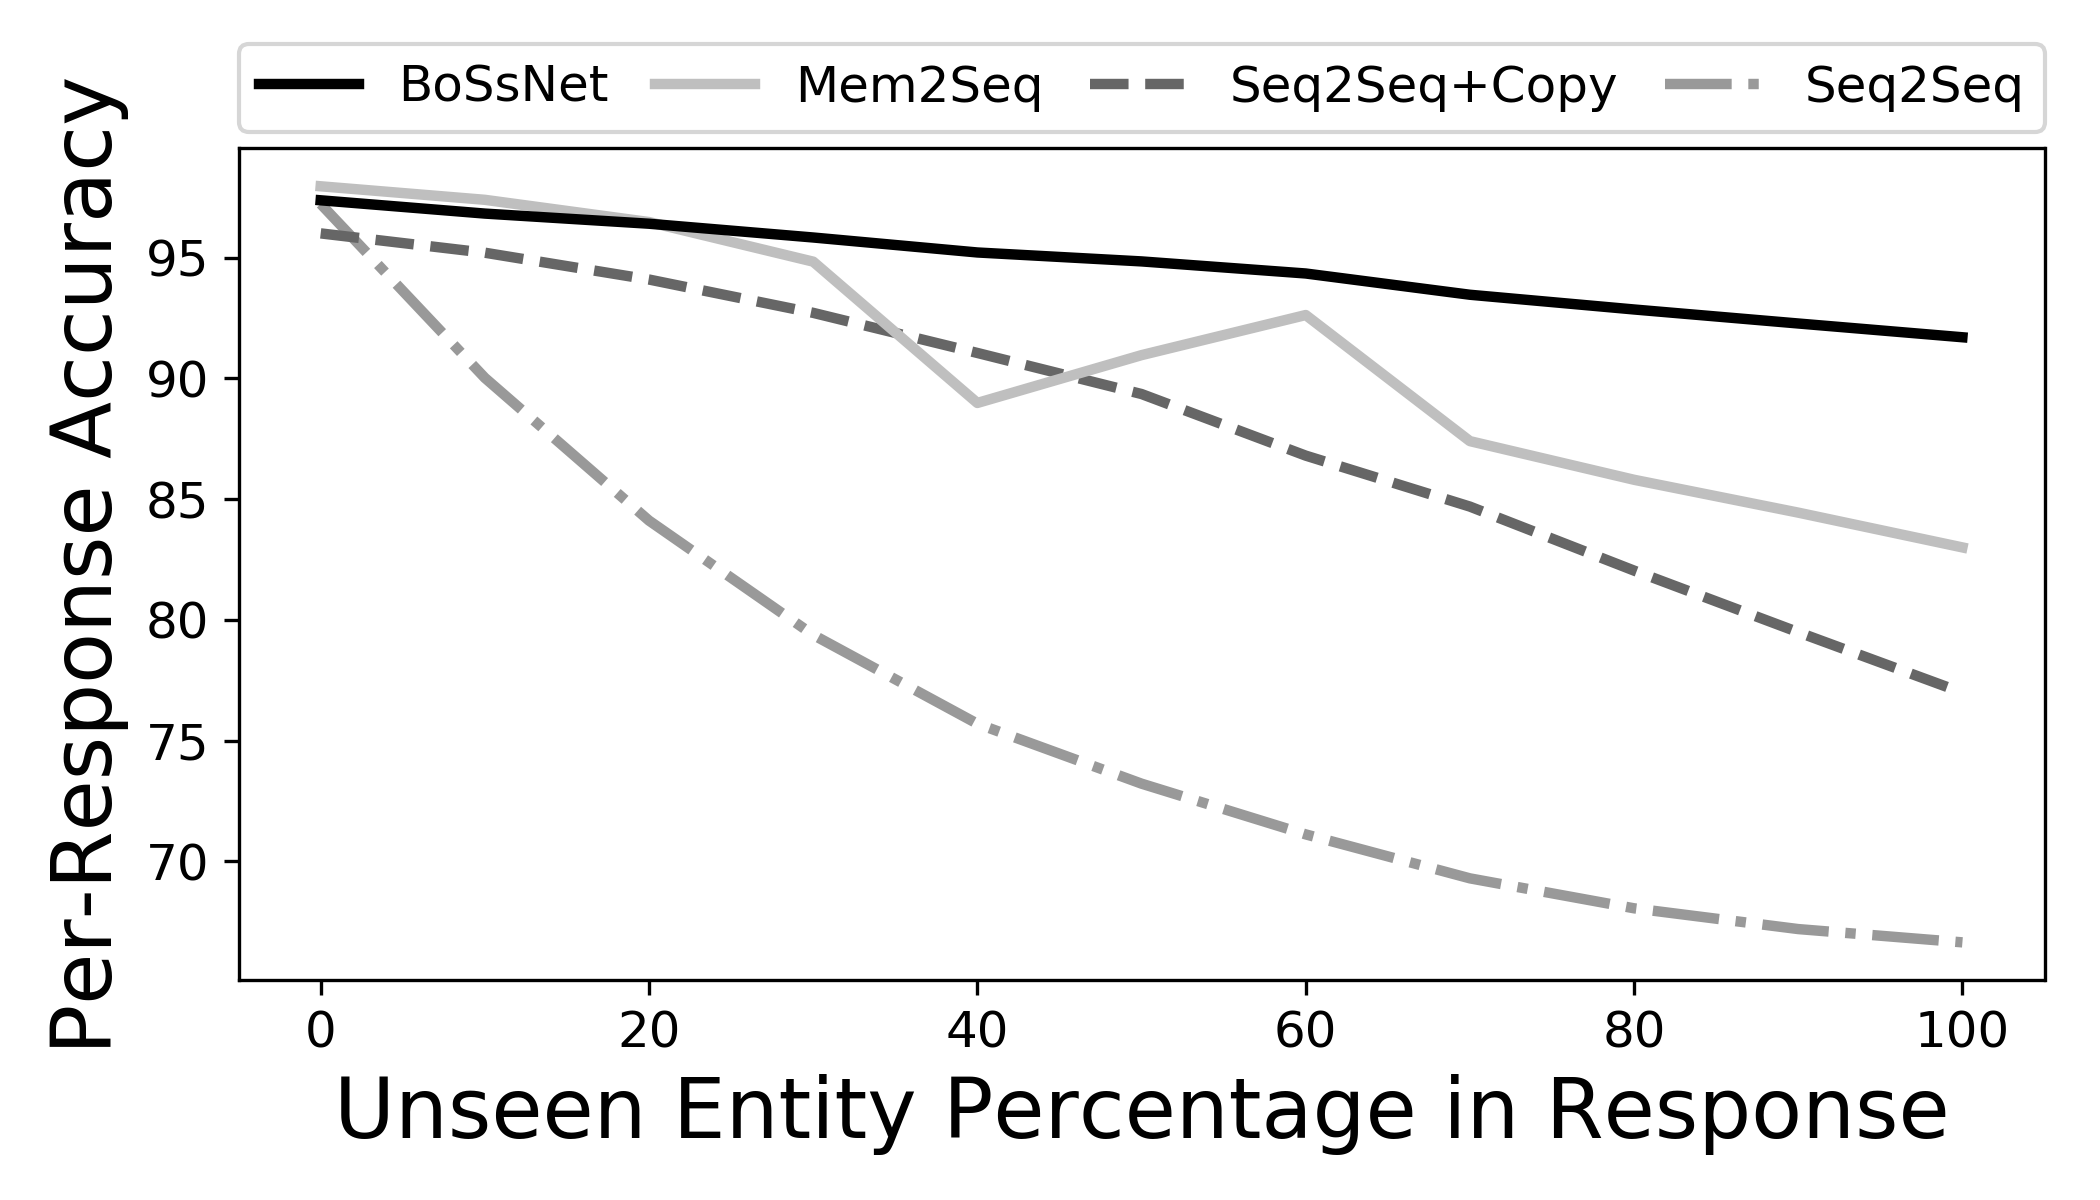 BoSsNet Mem2Seq Seq2Seq+Copy Seq2Seq
Per-Response Accuracy
95
90
85
80
75
70
0 20 40 60 80 100
Unseen Entity Percentage in Response